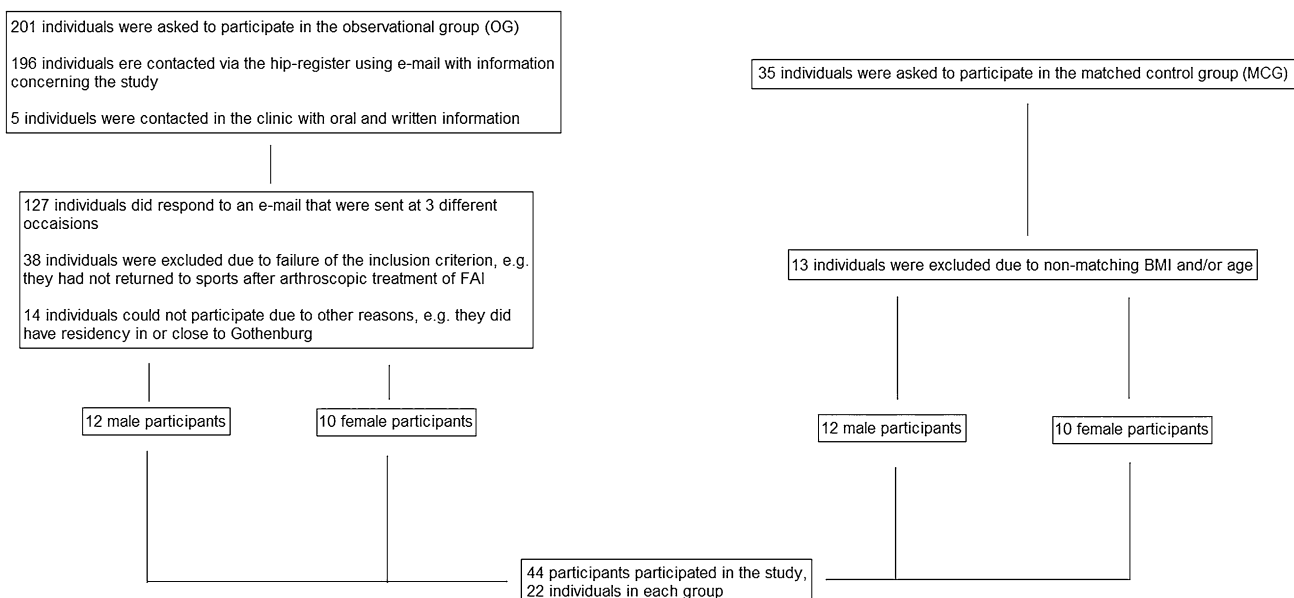 201 individuals were asked to participate in the observational group (OG)
196 individuals ere contacted via the hip-register using e-mail with information
concerning the study
5 individuels were contacted in the clinic with oral and written information
35 individuals were asked to participate in the matched control group (MCG)
127 individuals did respond to an e-mail that were sent at 3 different
occaisions
38 individuals were excluded due to failure of the inclusion criterion, e.g.
they had not returned to sports after arthroscopic treatment of FAI
14 individuals could not participate due to other reasons, e.g. they did
have residency in or close to Gothenburg
13 individuals were excluded due to non-matching BMI and/or age
12 male participants
10 female participants
12 male participants
10 female participants
44 participants participated in the study,
22 individuals in each group